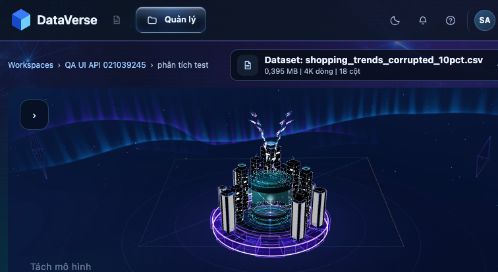 DataVerse
Quản lý
SA
Workspaces › QA UI API 021039245 › phân tích test
Dataset: shopping_trends_corrupted_10pct.csv
0,395 MB | 4K dòng | 18 cột
Tách mô hình